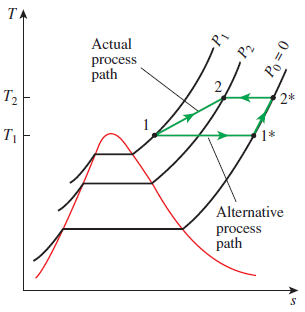 T
Actual
process
path
P₁
P₂
P₀ = 0
T₂
2
2*
T₁
1
1*
Alternative
process
path
s